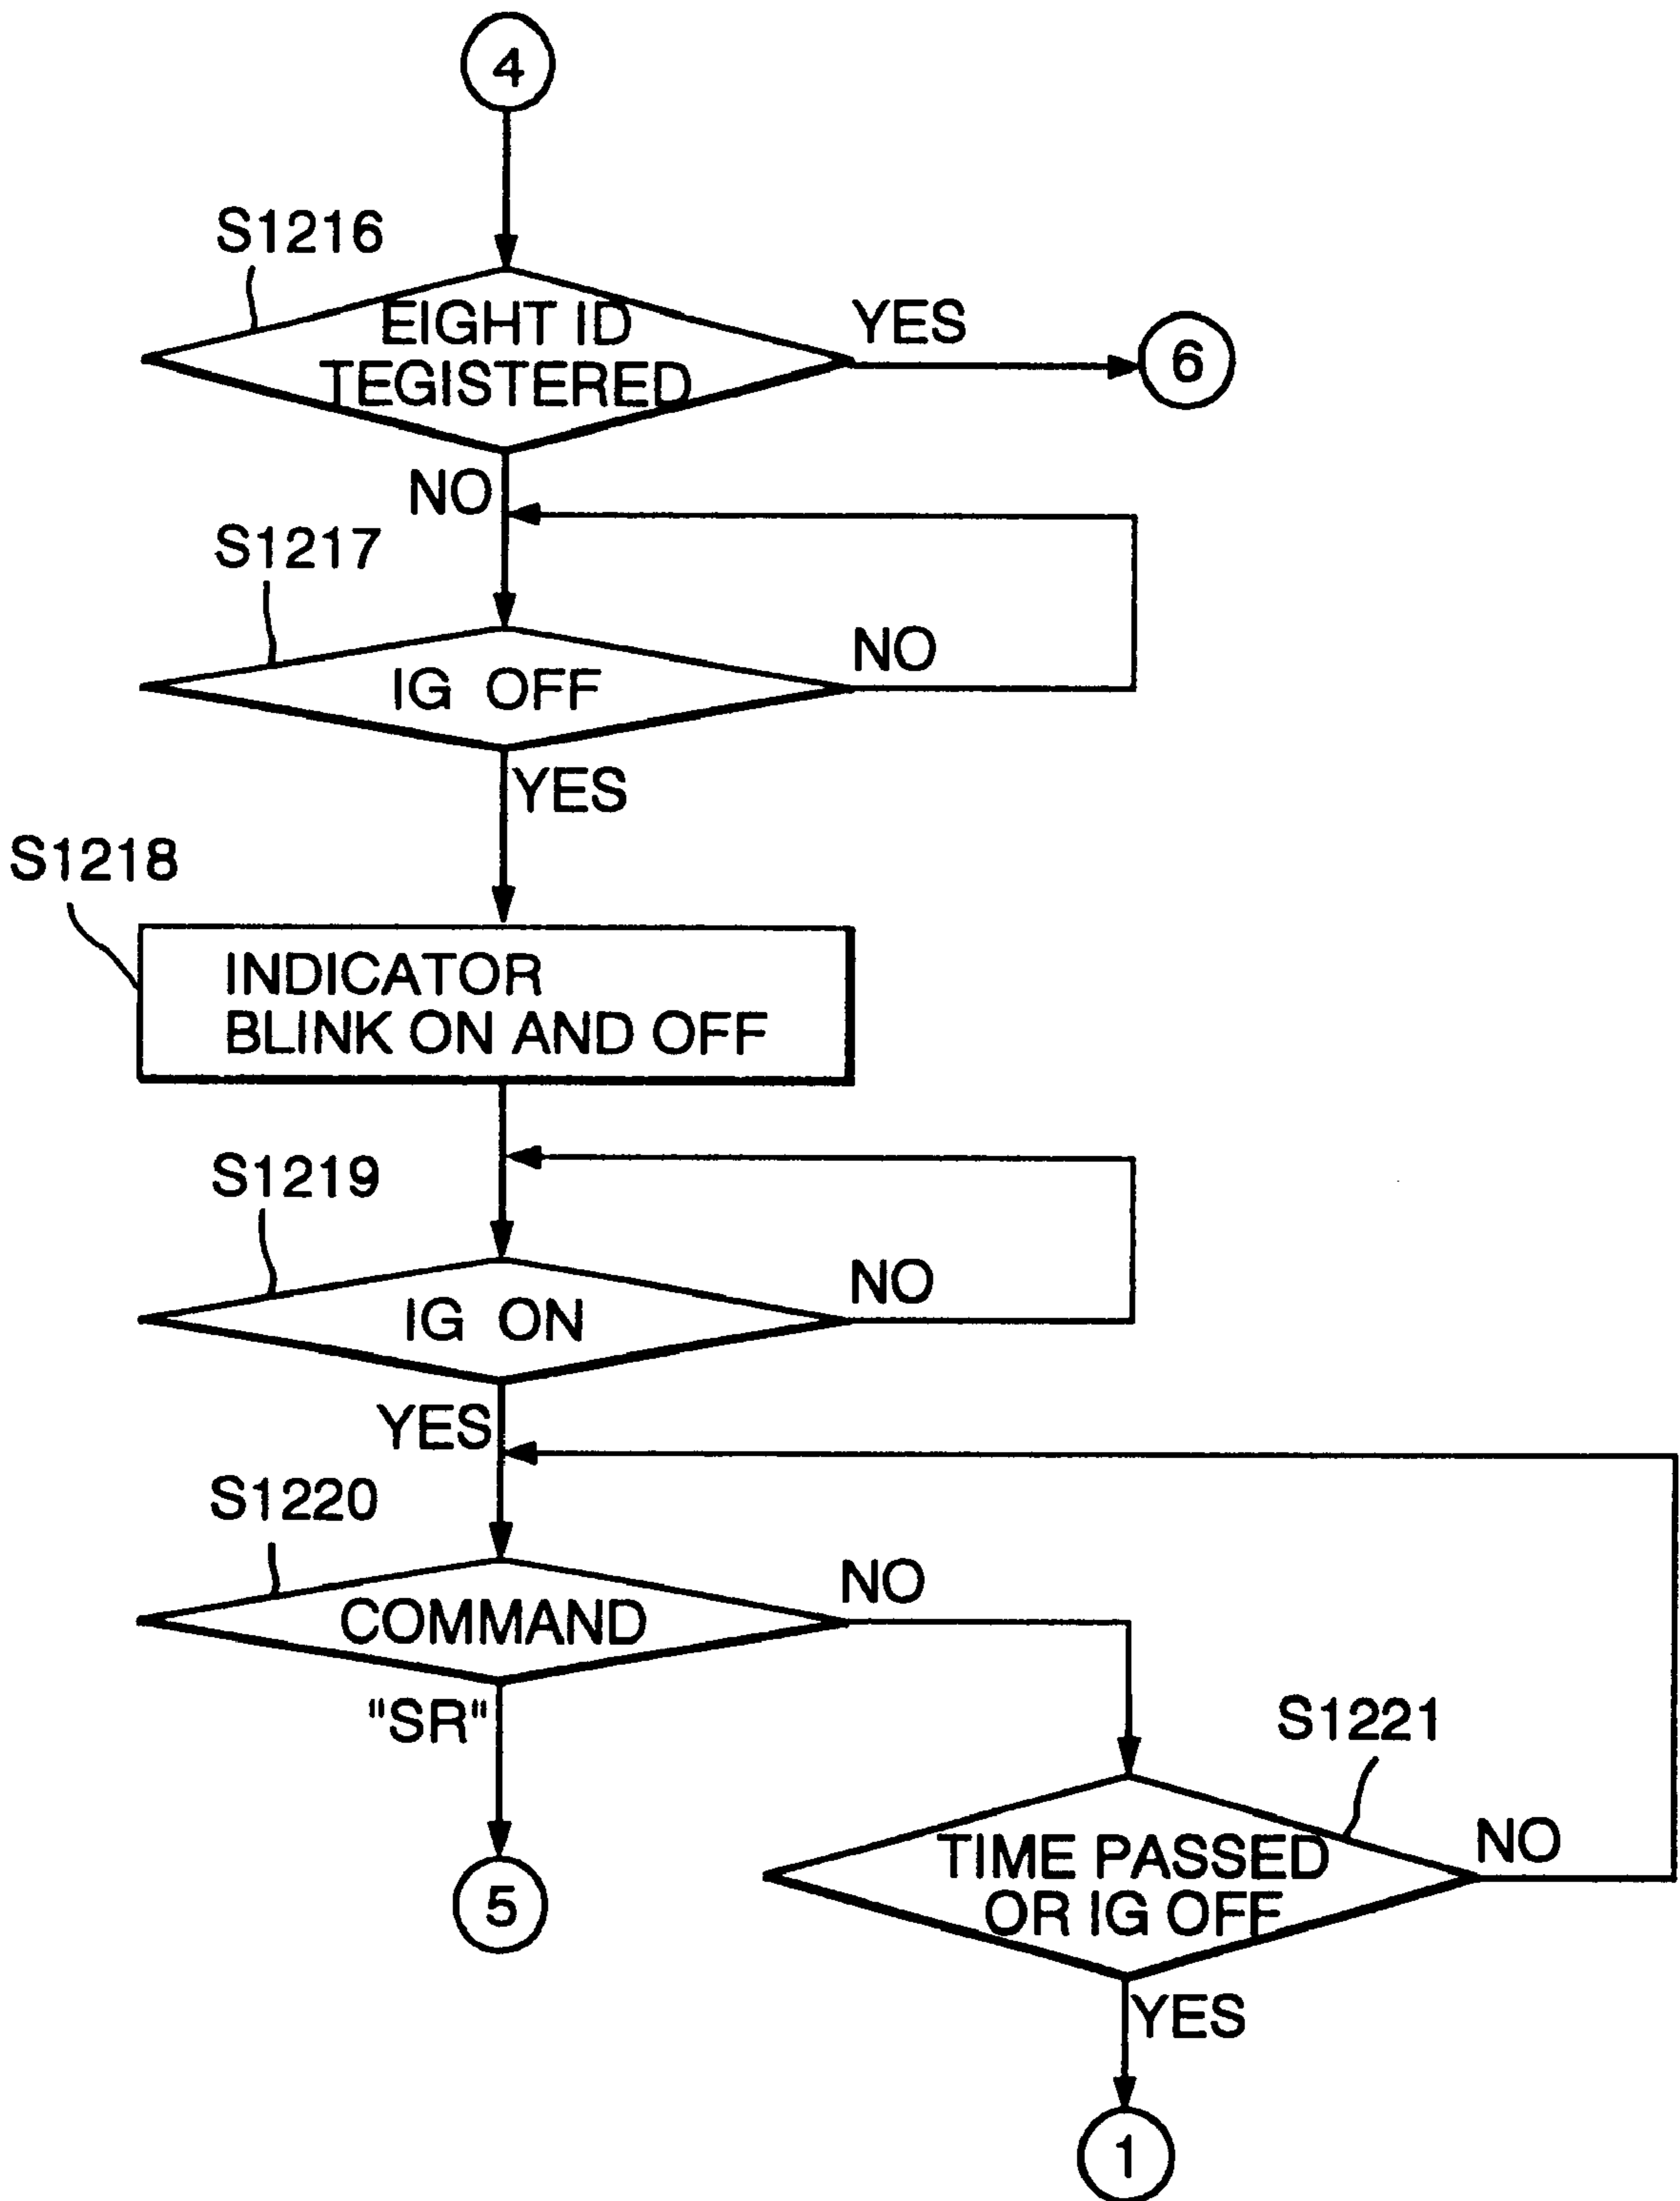 4
S1216
EIGHT ID
TEGISTERED
YES
6
NO
S1217
IG OFF
NO
YES
S1218
INDICATOR
BLINK ON AND OFF
S1219
IG ON
NO
YES
S1220
COMMAND
NO
"SR"
S1221
TIME PASSED
OR IG OFF
NO
5
YES
1